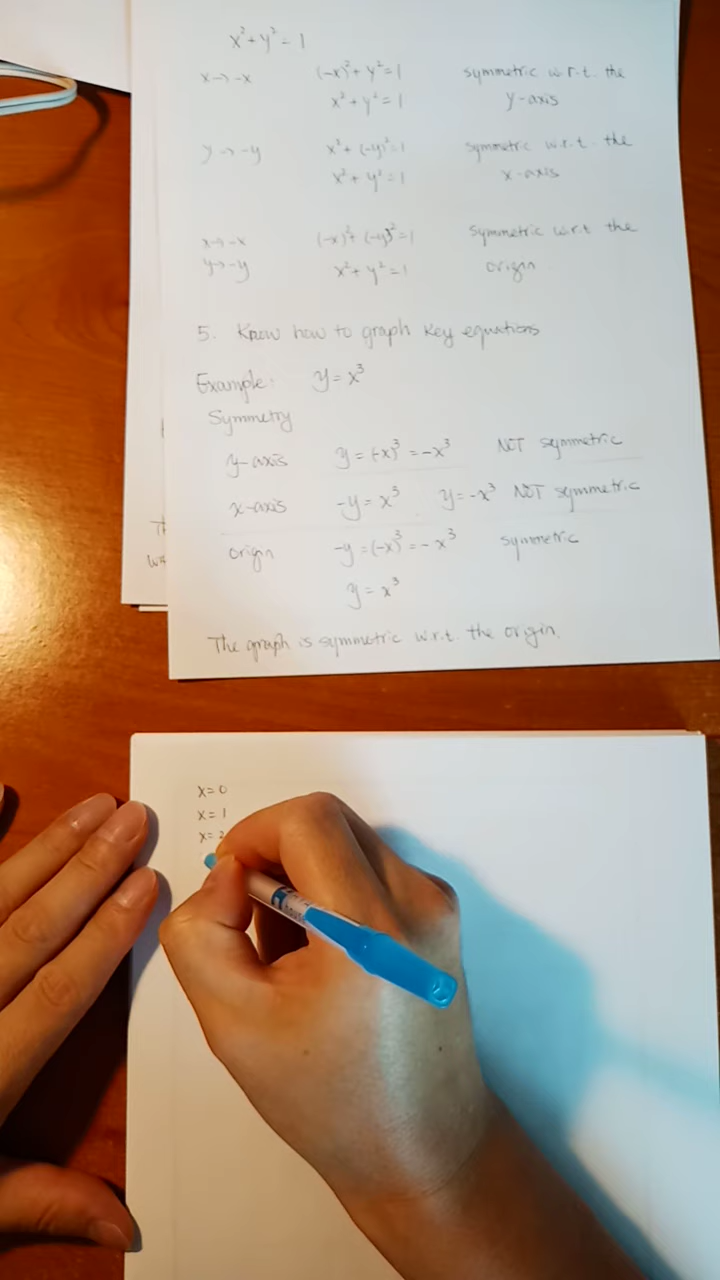 x² + y² = 1
x → -x (-x)² + y² = 1 symmetric w.r.t. the
x² + y² = 1 y-axis
y → -y x² + (-y)² = 1 symmetric w.r.t. the
x² + y² = 1 x-axis
x → -x (-x)² + (-y)² = 1 symmetric w.r.t the
y → -y x² + y² = 1 origin
5. Know how to graph key equations
Example: y = x³
Symmetry
y-axis y = (-x)³ = -x³ NOT symmetric
x-axis -y = x³ y = -x³ NOT symmetric
origin -y = (-x)³ = -x³ symmetric
y = x³
The graph is symmetric w.r.t. the origin.
x = 0
x = 1
x = 2